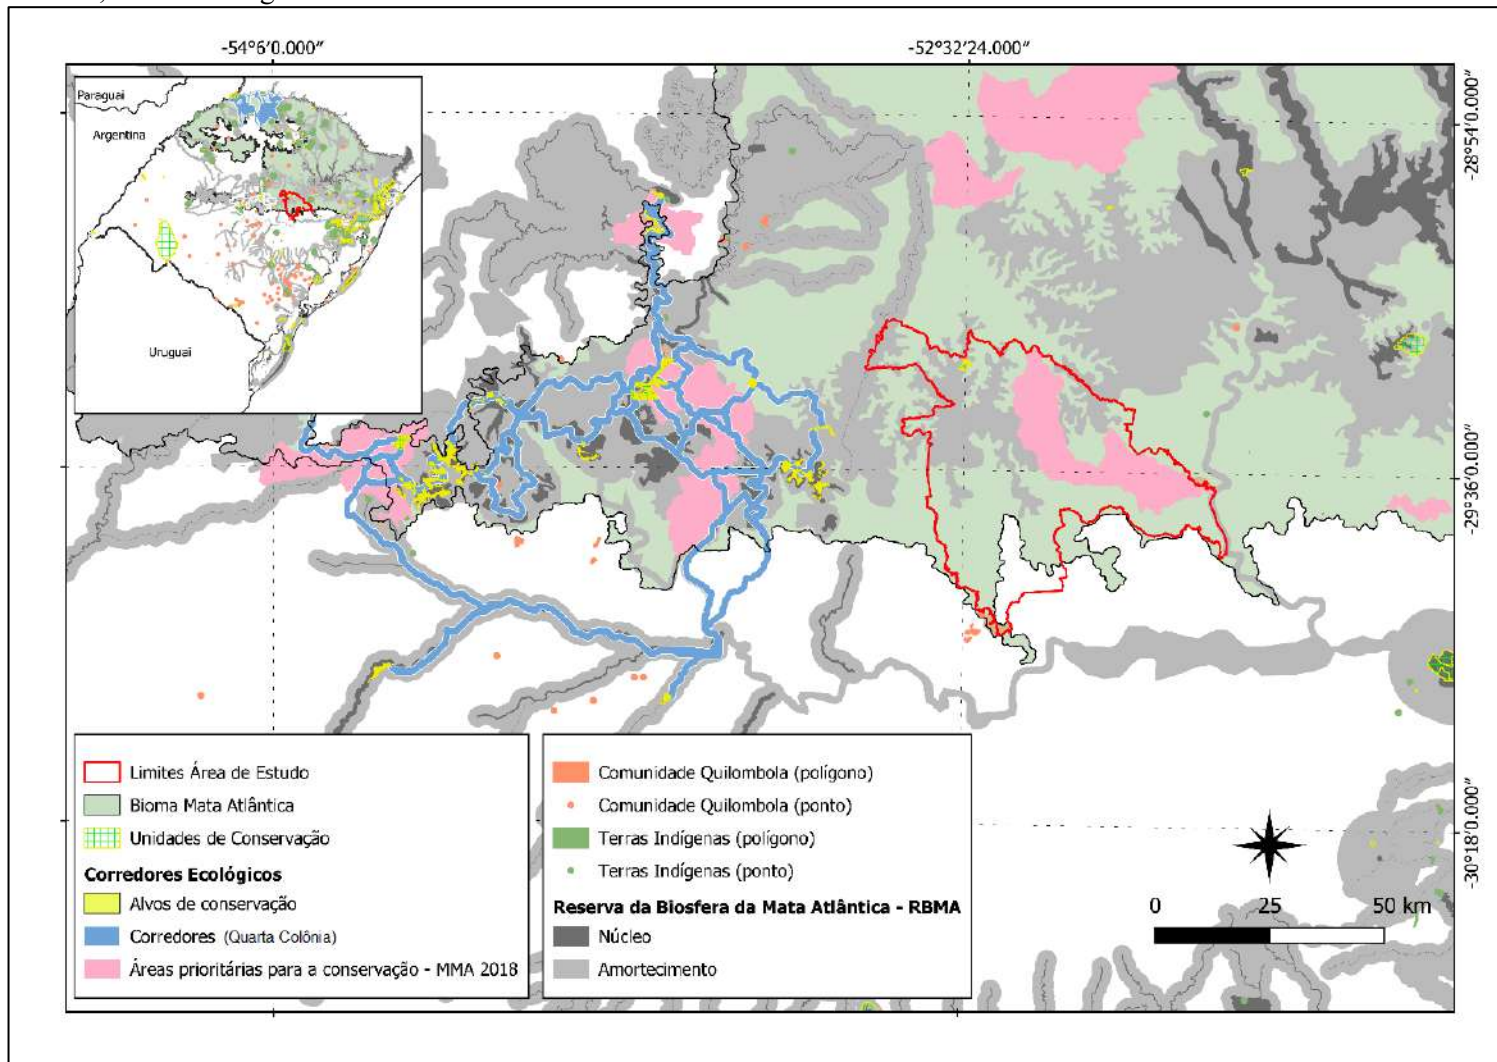 -54°6'0.000"
-52°32'24.000"
Paraguai
Argentina
Uruguai
-28°54'0.000"
-29°36'0.000"
-30°18'0.000"
Limites Área de Estudo
Bioma Mata Atlântica
Unidades de Conservação
Corredores Ecológicos
Alvos de conservação
Corredores (Quarta Colônia)
Áreas prioritárias para a conservação - MMA 2018
Comunidade Quilombola (polígono)
Comunidade Quilombola (ponto)
Terras Indígenas (polígono)
Terras Indígenas (ponto)
Reserva da Biosfera da Mata Atlântica - RBMA
Núcleo
Amortecimento
0 25 50 km